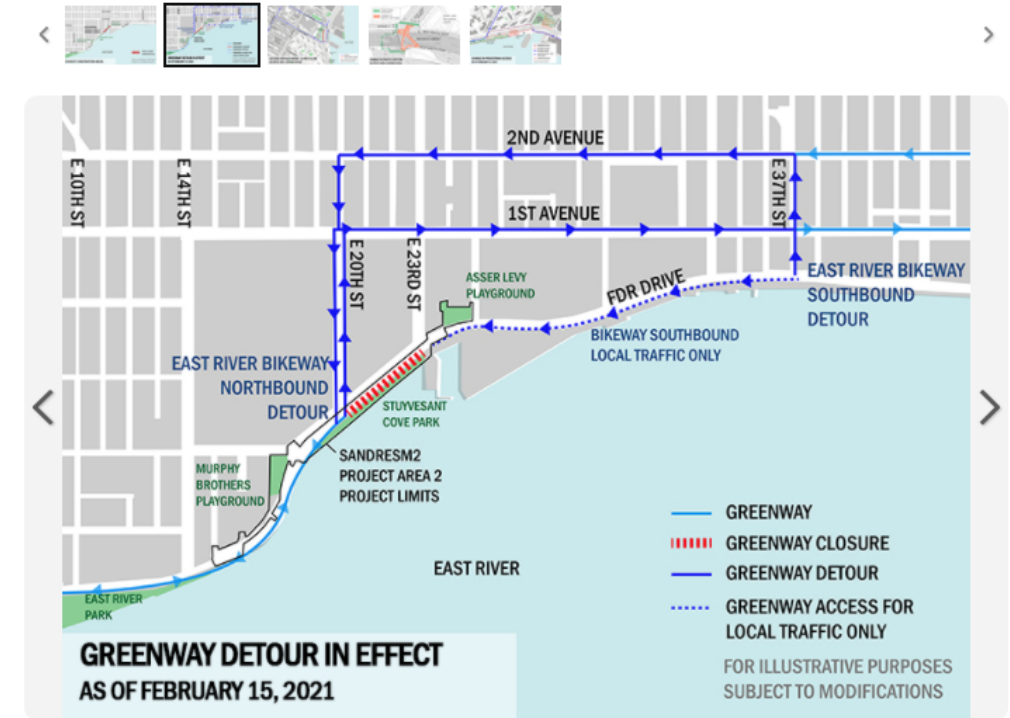 2ND AVENUE
E 10TH ST
E 14TH ST
E 37TH ST
1ST AVENUE
E 20TH ST
E 23RD ST
ASSER LEVY
PLAYGROUND
FDR DRIVE
EAST RIVER BIKEWAY
SOUTHBOUND
DETOUR
BIKEWAY SOUTHBOUND
LOCAL TRAFFIC ONLY
EAST RIVER BIKEWAY
NORTHBOUND
DETOUR
STUYVESANT
COVE PARK
SANDRESM2
PROJECT AREA 2
PROJECT LIMITS
MURPHY
BROTHERS
PLAYGROUND
EAST RIVER
EAST RIVER
PARK
GREENWAY
GREENWAY CLOSURE
GREENWAY DETOUR
GREENWAY ACCESS FOR
LOCAL TRAFFIC ONLY
FOR ILLUSTRATIVE PURPOSES
SUBJECT TO MODIFICATIONS
GREENWAY DETOUR IN EFFECT
AS OF FEBRUARY 15, 2021